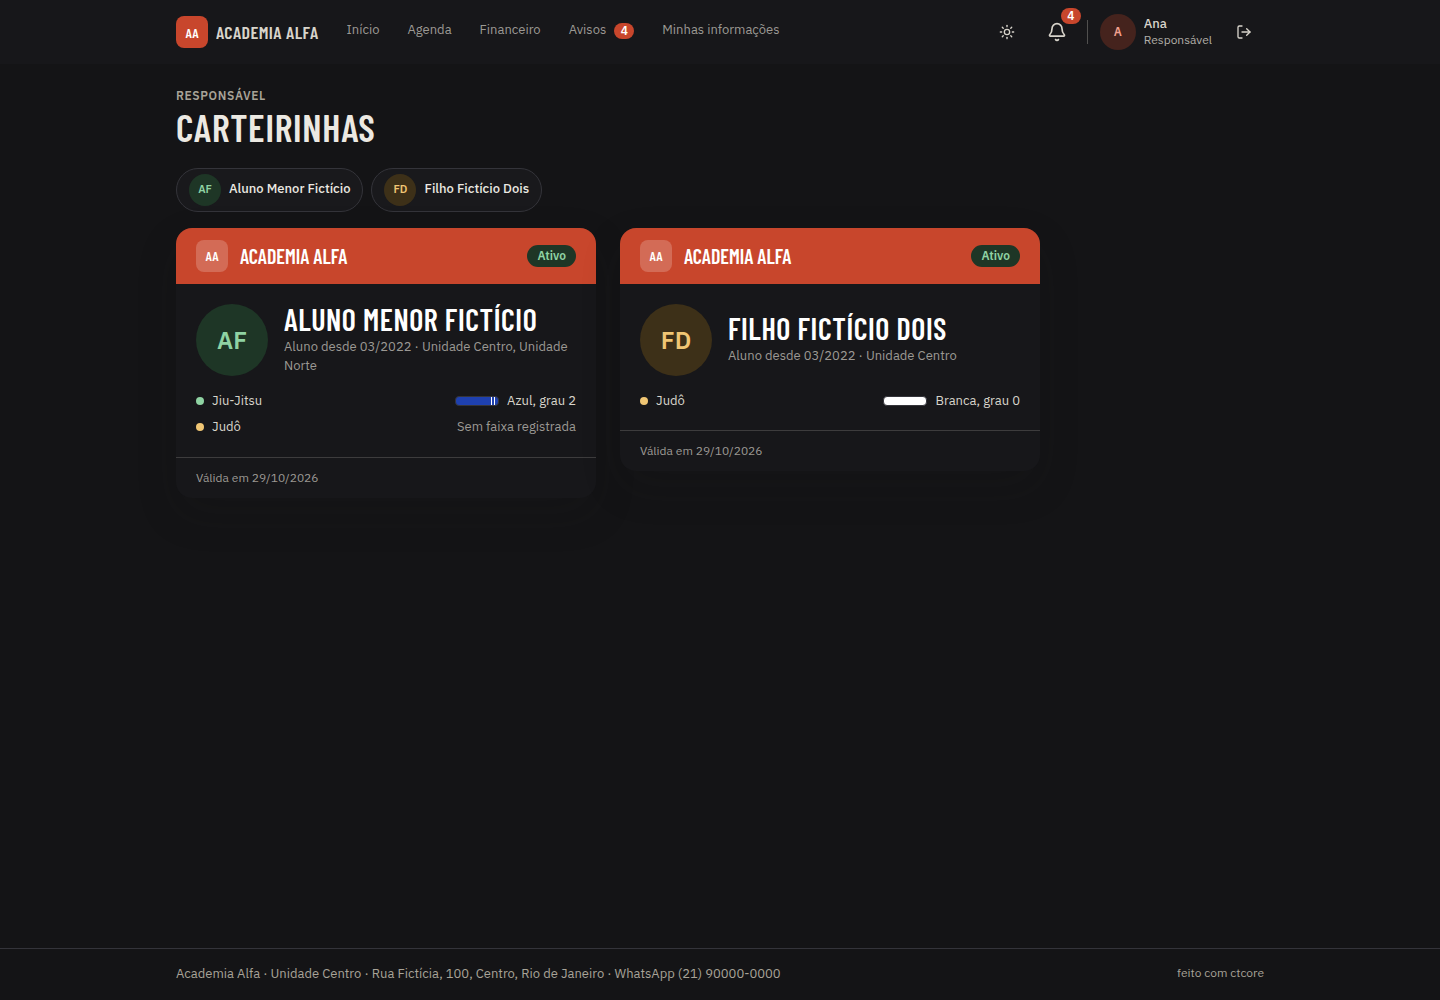 AA ACADEMIA ALFA Início Agenda Financeiro Avisos 4 Minhas informações 4 A Ana
Responsável
RESPONSÁVEL
CARTEIRINHAS
AF Aluno Menor Fictício FD Filho Fictício Dois
AA ACADEMIA ALFA Ativo
AF ALUNO MENOR FICTÍCIO
Aluno desde 03/2022 · Unidade Centro, Unidade
Norte
Jiu-Jitsu Azul, grau 2
Judô Sem faixa registrada
Válida em 29/10/2026
AA ACADEMIA ALFA Ativo
FD FILHO FICTÍCIO DOIS
Aluno desde 03/2022 · Unidade Centro
Judô Branca, grau 0
Válida em 29/10/2026
Academia Alfa · Unidade Centro · Rua Fictícia, 100, Centro, Rio de Janeiro · WhatsApp (21) 90000-0000 feito com ctcore